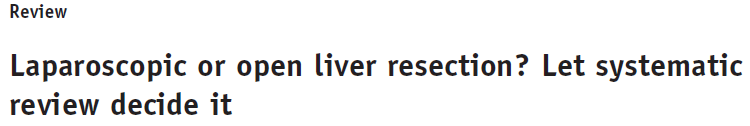 Review
Laparoscopic or open liver resection? Let systematic
review decide it